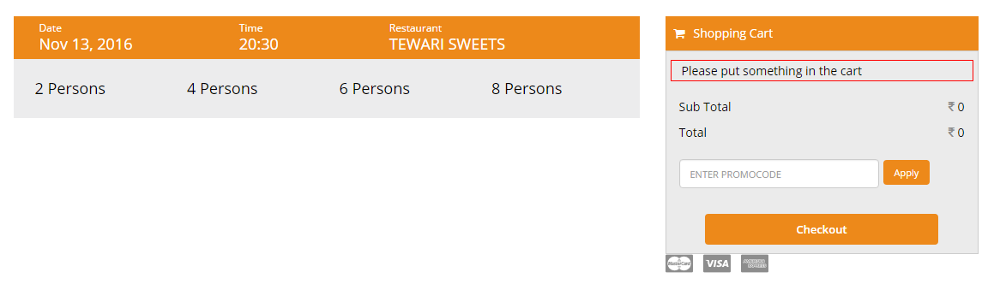 Date
Nov 13, 2016
Time
20:30
Restaurant
TEWARI SWEETS
2 Persons 4 Persons 6 Persons 8 Persons
Shopping Cart
Please put something in the cart
Sub Total ₹ 0
Total ₹ 0
ENTER PROMOCODE Apply
Checkout
MasterCard VISA AMERICAN EXPRESS